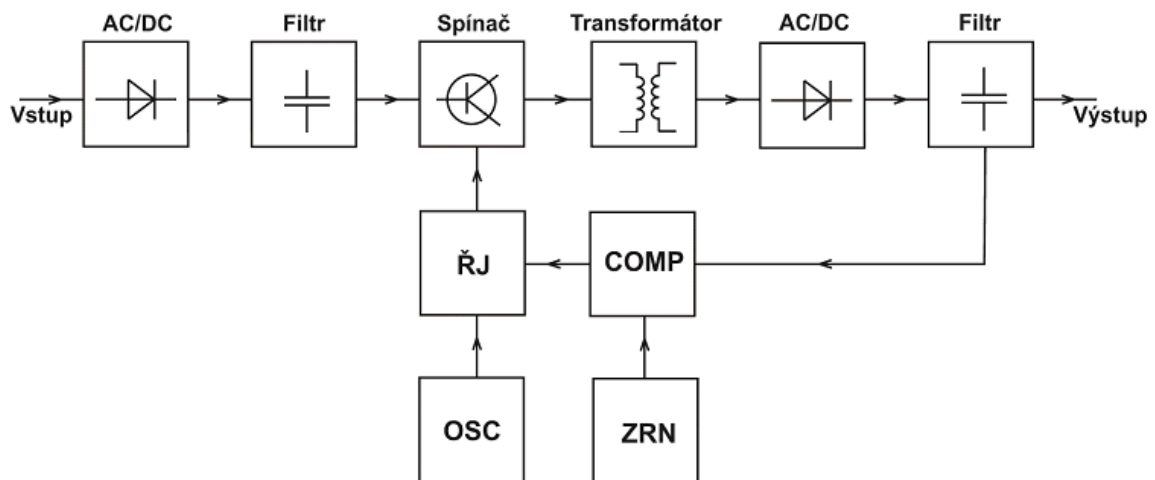 AC/DC
Filtr
Spínač
Transformátor
AC/DC
Filtr
Vstup
Výstup
ŘJ
COMP
OSC
ZRN